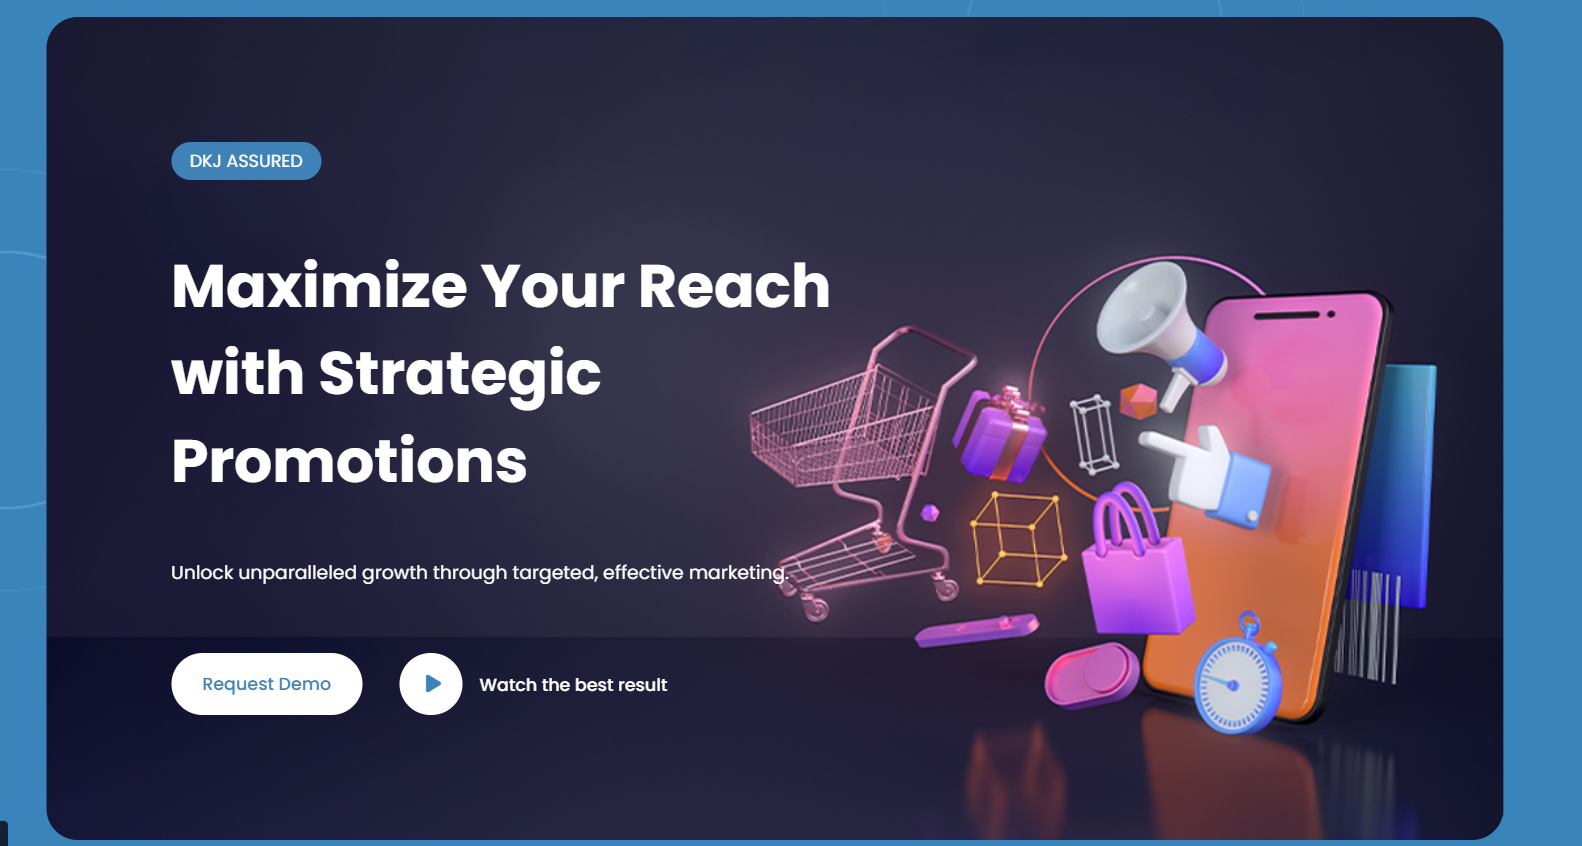 DKJ ASSURED
Maximize Your Reach
with Strategic
Promotions
Unlock unparalleled growth through targeted, effective marketing.
Request Demo
Watch the best result